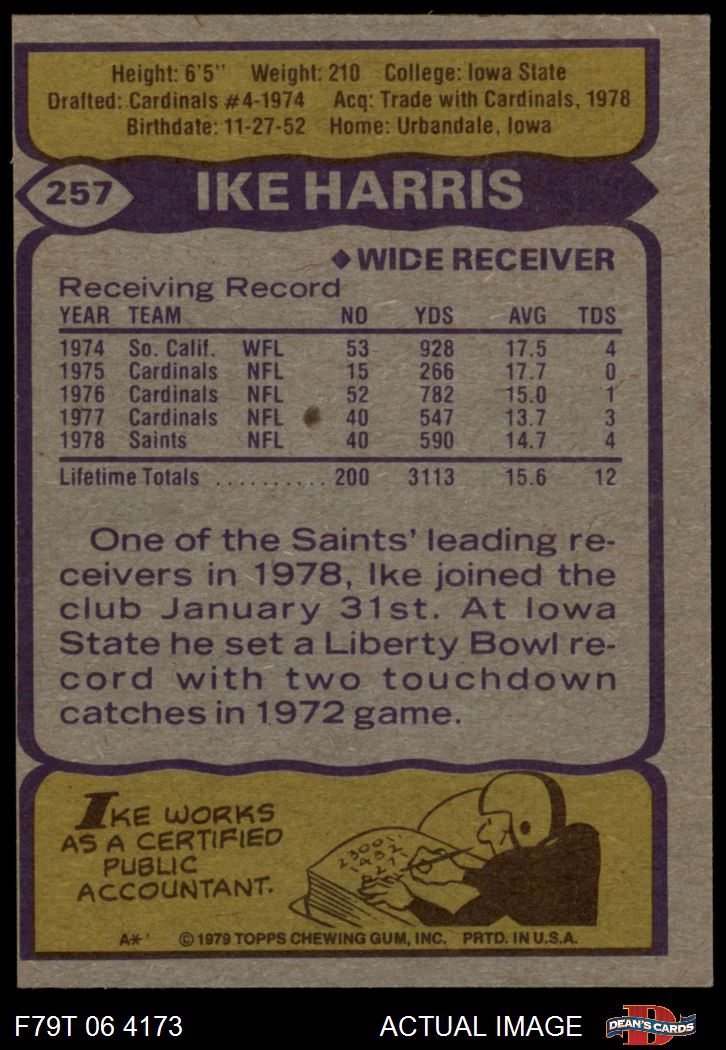 Height: 6'5" Weight: 210 College: Iowa State
Drafted: Cardinals #4-1974 Acq: Trade with Cardinals, 1978
Birthdate: 11-27-52 Home: Urbandale, Iowa
257 IKE HARRIS
◆WIDE RECEIVER
Receiving Record
YEAR TEAM NO YDS AVG TDS
1974 So. Calif. WFL 53 928 17.5 4
1975 Cardinals NFL 15 266 17.7 0
1976 Cardinals NFL 52 782 15.0 1
1977 Cardinals NFL 40 547 13.7 3
1978 Saints NFL 40 590 14.7 4
Lifetime Totals .......... 200 3113 15.6 12
One of the Saints' leading re-
ceivers in 1978, Ike joined the
club January 31st. At Iowa
State he set a Liberty Bowl re-
cord with two touchdown
catches in 1972 game.
IKE WORKS
AS A CERTIFIED
PUBLIC
ACCOUNTANT.
2300
1432
627
A* © 1979 TOPPS CHEWING GUM, INC. PRTD. IN U.S.A.
F79T 06 4173 ACTUAL IMAGE D DEAN'S CARDS